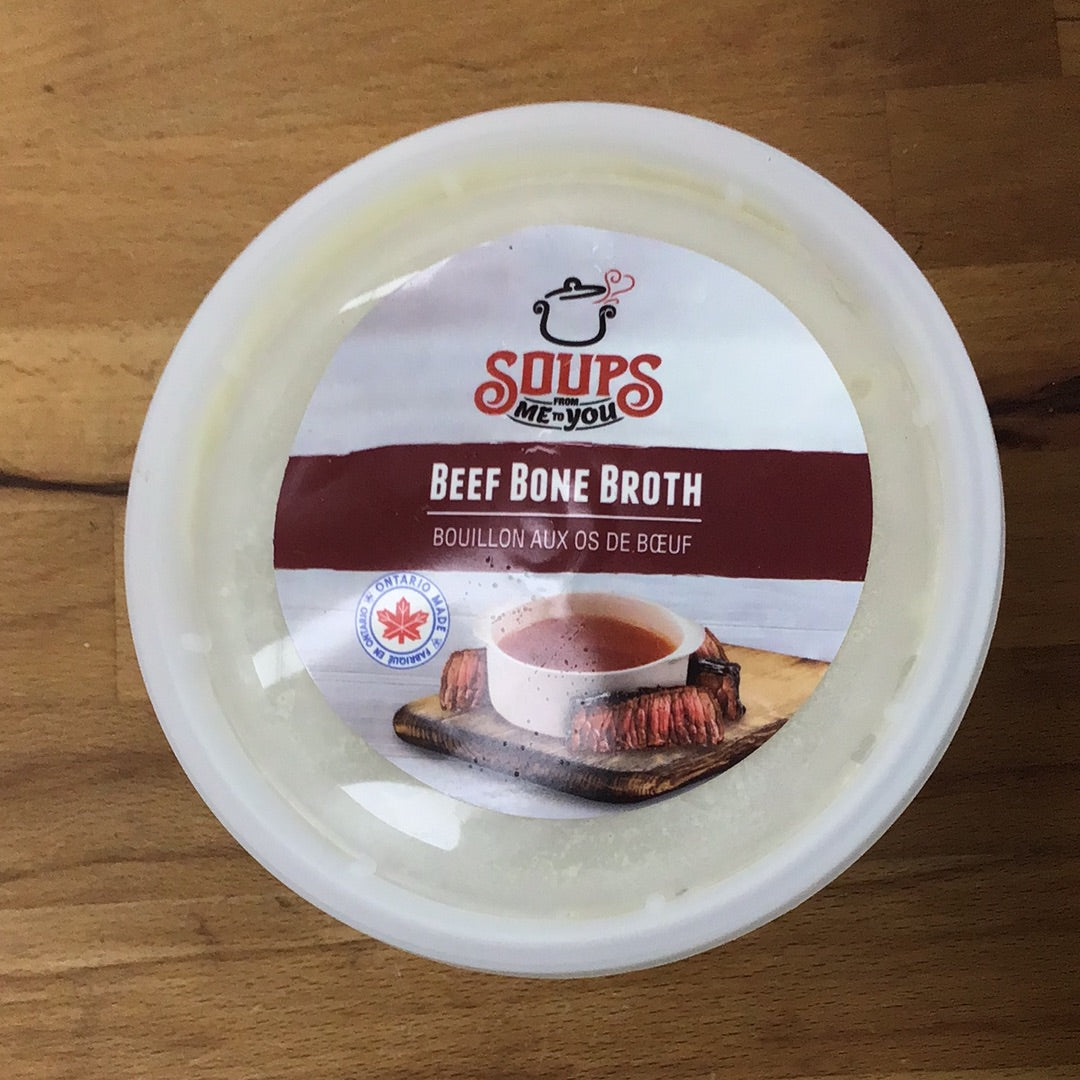 SOUPS
FROM
ME TO YOU
BEEF BONE BROTH
BOUILLON AUX OS DE BŒUF
ONTARIO MADE
FABRIQUÉ EN ONTARIO